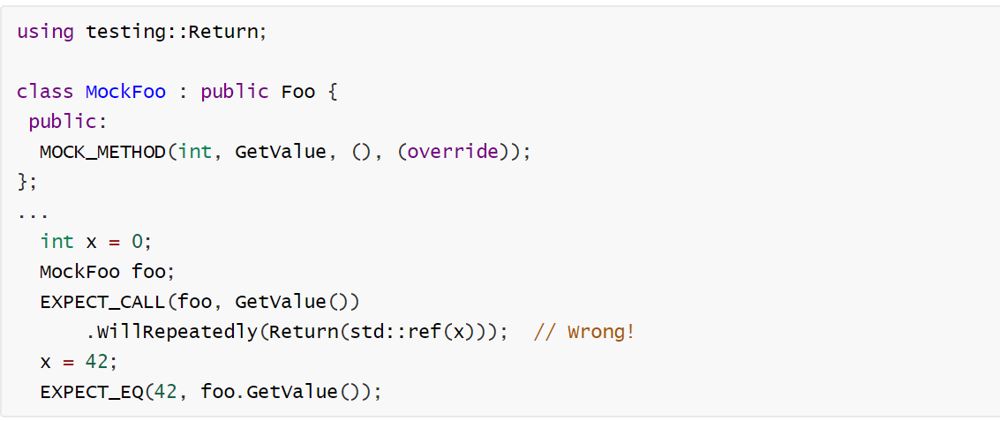 using testing::Return;
class MockFoo : public Foo {
public:
MOCK_METHOD(int, GetValue, (), (override));
};
...
int x = 0;
MockFoo foo;
EXPECT_CALL(foo, GetValue())
.WillRepeatedly(Return(std::ref(x)));  // Wrong!
x = 42;
EXPECT_EQ(42, foo.GetValue());